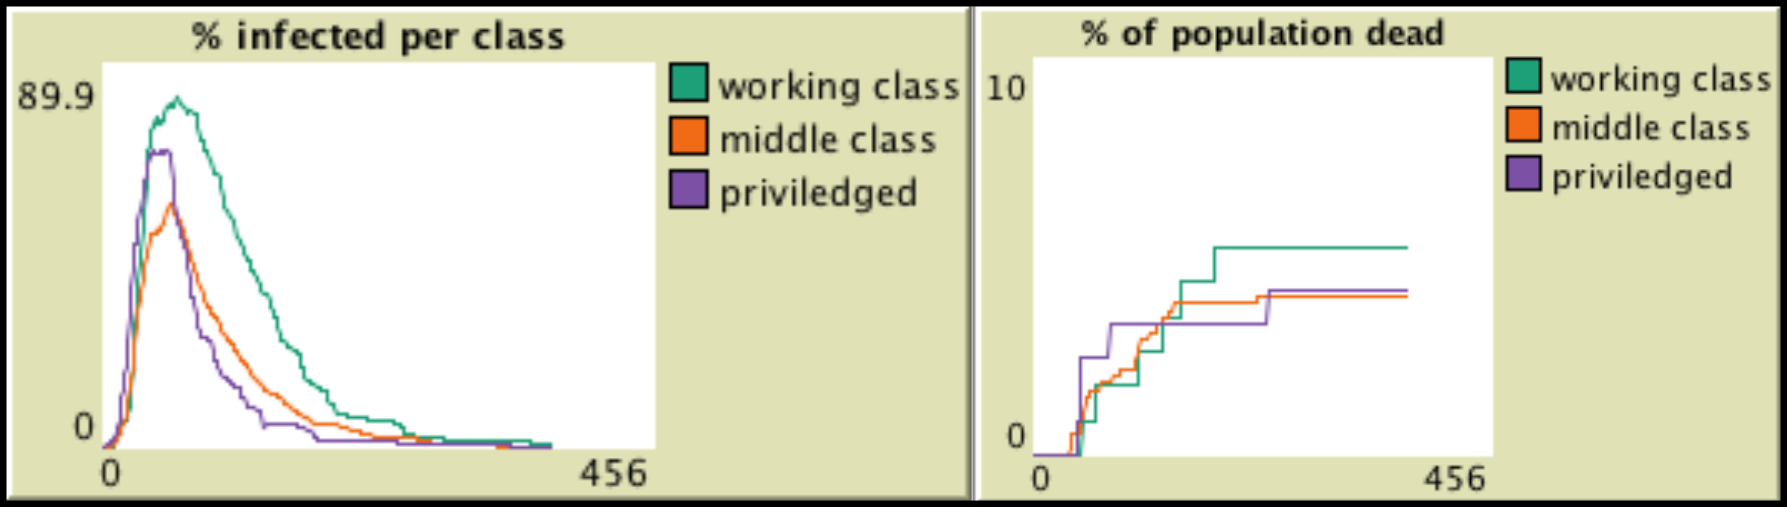 % infected per class
89.9
0
0
456
working class
middle class
priviledged
% of population dead
10
0
0
456
working class
middle class
priviledged